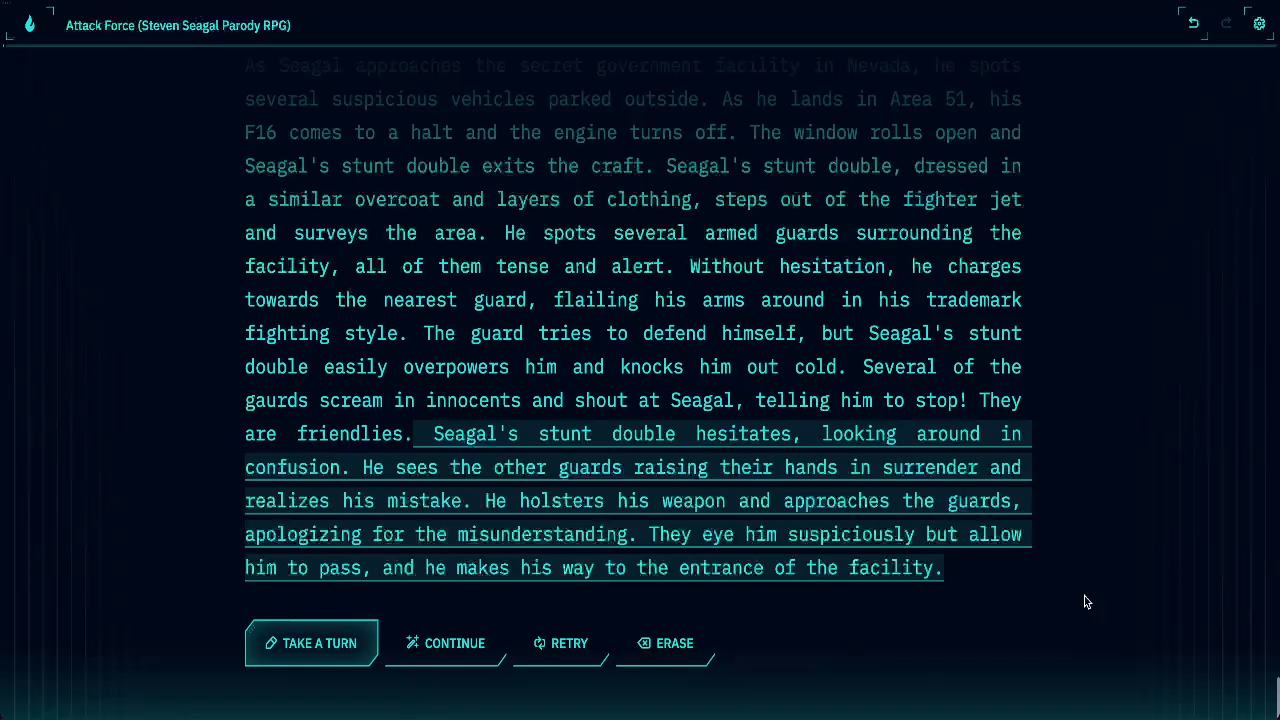 Attack Force (Steven Seagal Parody RPG)
As Seagal approaches the secret government facility in Nevada, he spots
several suspicious vehicles parked outside. As he lands in Area 51, his
F16 comes to a halt and the engine turns off. The window rolls open and
Seagal's stunt double exits the craft. Seagal's stunt double, dressed in
a similar overcoat and layers of clothing, steps out of the fighter jet
and surveys the area. He spots several armed guards surrounding the
facility, all of them tense and alert. Without hesitation, he charges
towards the nearest guard, flailing his arms around in his trademark
fighting style. The guard tries to defend himself, but Seagal's stunt
double easily overpowers him and knocks him out cold. Several of the
gaurds scream in innocents and shout at Seagal, telling him to stop! They
are friendlies. Seagal's stunt double hesitates, looking around in
confusion. He sees the other guards raising their hands in surrender and
realizes his mistake. He holsters his weapon and approaches the guards,
apologizing for the misunderstanding. They eye him suspiciously but allow
him to pass, and he makes his way to the entrance of the facility.
TAKE A TURN CONTINUE RETRY ERASE